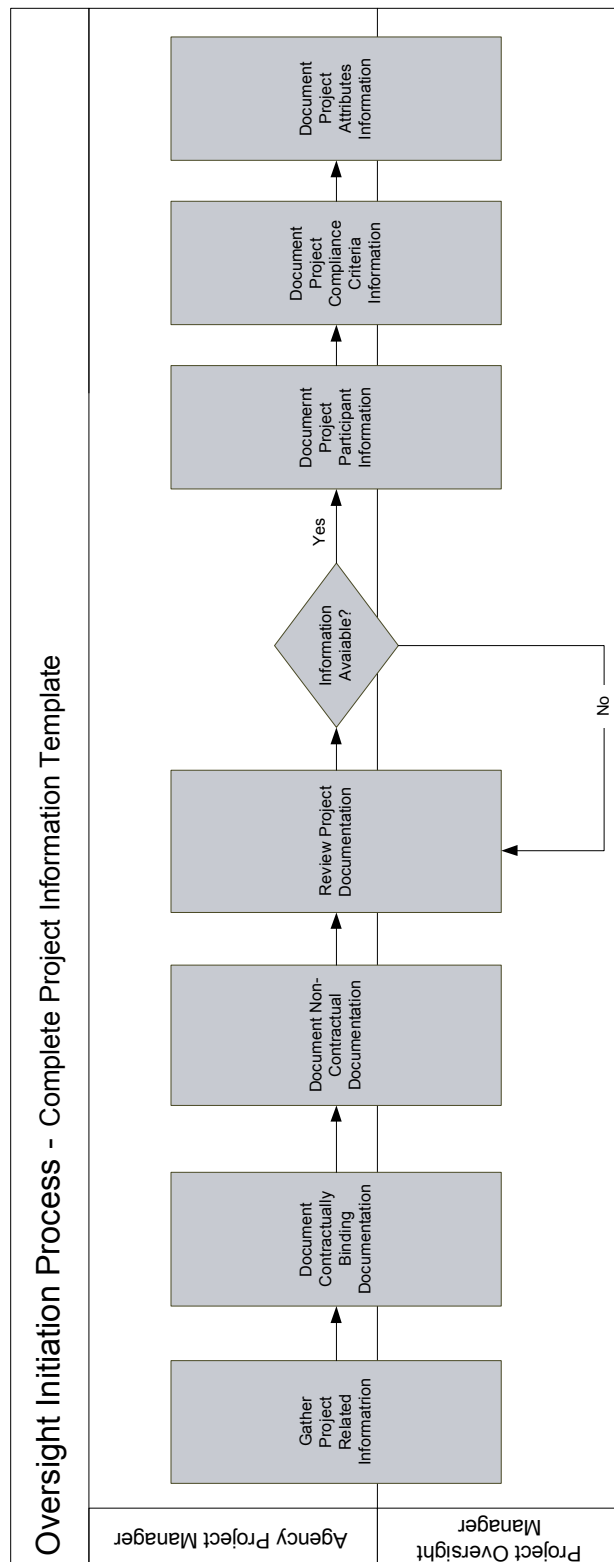 Oversight Initiation Process - Complete Project Information Template
Agency Project Manager
Project Oversight
Manager
Gather
Project
Related
Informatrion
Document
Contractually
Binding
Documentation
Document Non-
Contractual
Documentation
Review Project
Documentation
Information
Avaiable?
Yes
No
Documernt
Project
Participant
Information
Document
Project
Compliance
Criteria
Information
Document
Project
Attributes
Information